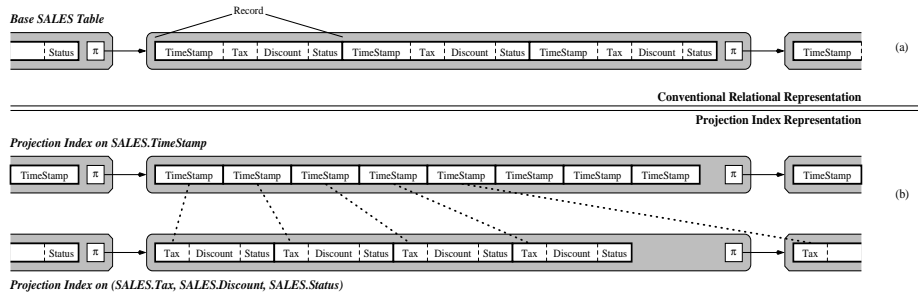 Base SALES Table
Record
Status π TimeStamp Tax Discount Status TimeStamp Tax Discount Status TimeStamp Tax Discount Status π TimeStamp
(a)
Conventional Relational Representation
Projection Index Representation
Projection Index on SALES.TimeStamp
TimeStamp π TimeStamp TimeStamp TimeStamp TimeStamp TimeStamp TimeStamp TimeStamp TimeStamp π TimeStamp
(b)
Status π Tax Discount Status Tax Discount Status Tax Discount Status Tax Discount Status π Tax
Projection Index on (SALES.Tax, SALES.Discount, SALES.Status)